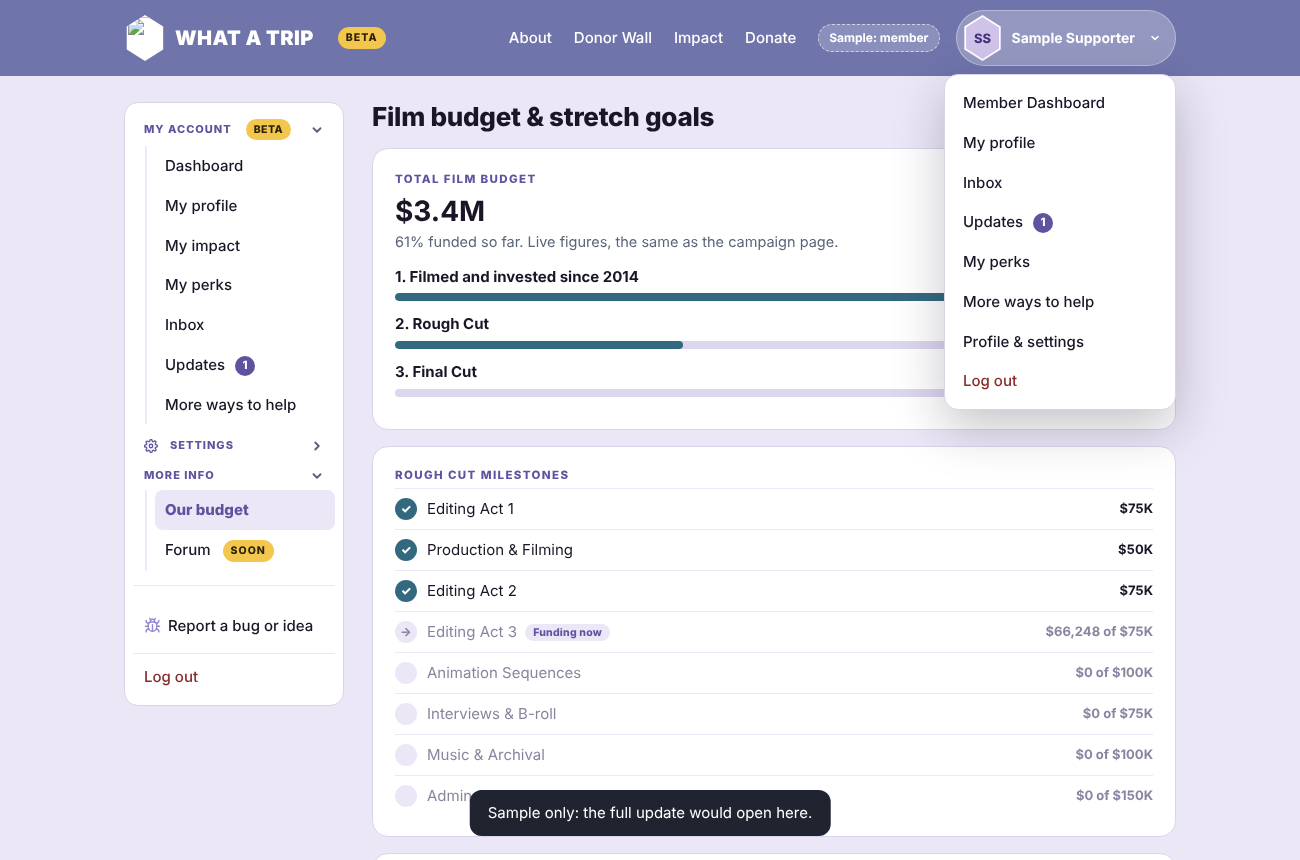 WHAT A TRIP
BETA
About
Donor Wall
Impact
Donate
Sample: member
SS
Sample Supporter
Member Dashboard
My profile
Inbox
Updates 1
My perks
More ways to help
Profile & settings
Log out
MY ACCOUNT BETA
Dashboard
My profile
My impact
My perks
Inbox
Updates 1
More ways to help
SETTINGS
MORE INFO
Our budget
Forum SOON
Report a bug or idea
Log out
Film budget & stretch goals
TOTAL FILM BUDGET
$3.4M
61% funded so far. Live figures, the same as the campaign page.
1. Filmed and invested since 2014
2. Rough Cut
3. Final Cut
ROUGH CUT MILESTONES
Editing Act 1 $75K
Production & Filming $50K
Editing Act 2 $75K
Editing Act 3 Funding now $66,248 of $75K
Animation Sequences $0 of $100K
Interviews & B-roll $0 of $75K
Music & Archival $0 of $100K
Admin $0 of $150K
Sample only: the full update would open here.